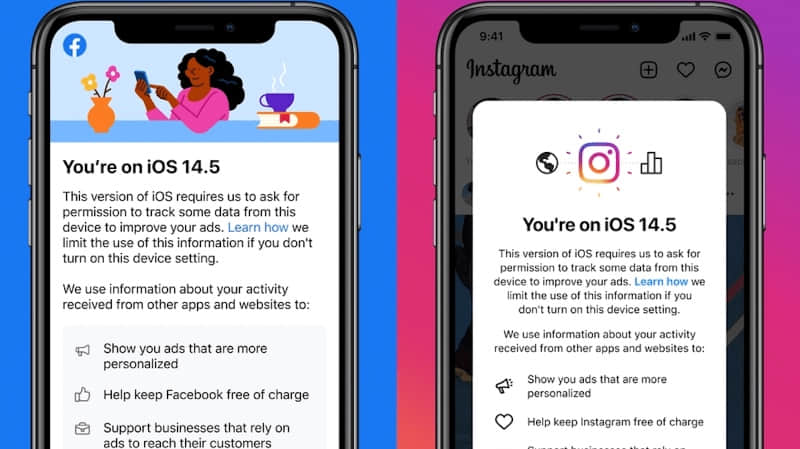 You're on iOS 14.5
This version of iOS requires us to ask for
permission to track some data from this
device to improve your ads. Learn how we
limit the use of this information if you don't
turn on this device setting.
We use information about your activity
received from other apps and websites to:
Show you ads that are more
personalized
Help keep Facebook free of charge
Support businesses that rely on
ads to reach their customers
9:41
Instagram
You're on iOS 14.5
This version of iOS requires us to ask for
permission to track some data from this
device to improve your ads. Learn how we
limit the use of this information if you
don't turn on this device setting.
We use information about your activity
received from other apps and websites to:
Show you ads that are more
personalized
Help keep Instagram free of charge
Support businesses that rely on